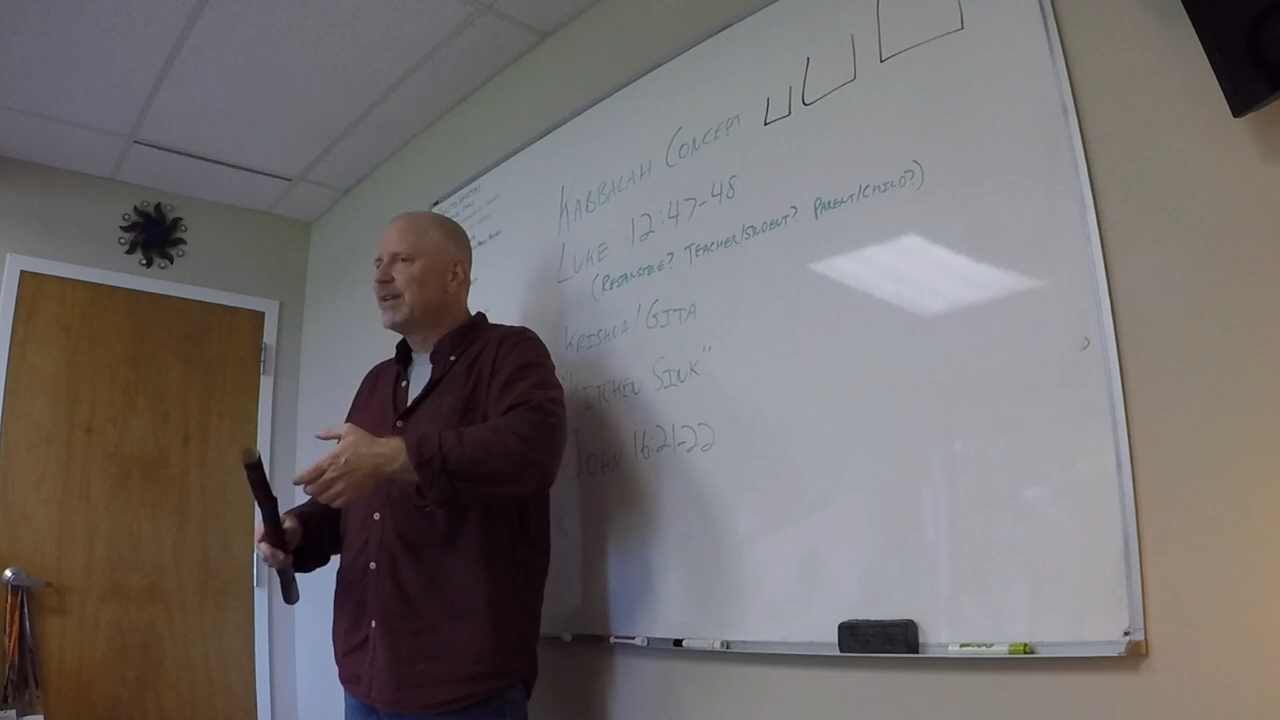 KABBALAH CONCEPT
LUKE 12:47-48
(RESPONSIBLE? TEACHER/STUDENT? PARENT/CHILD?)
KRISHNA/GITA
"KITCHEN SINK"
JOHN 16:21-22